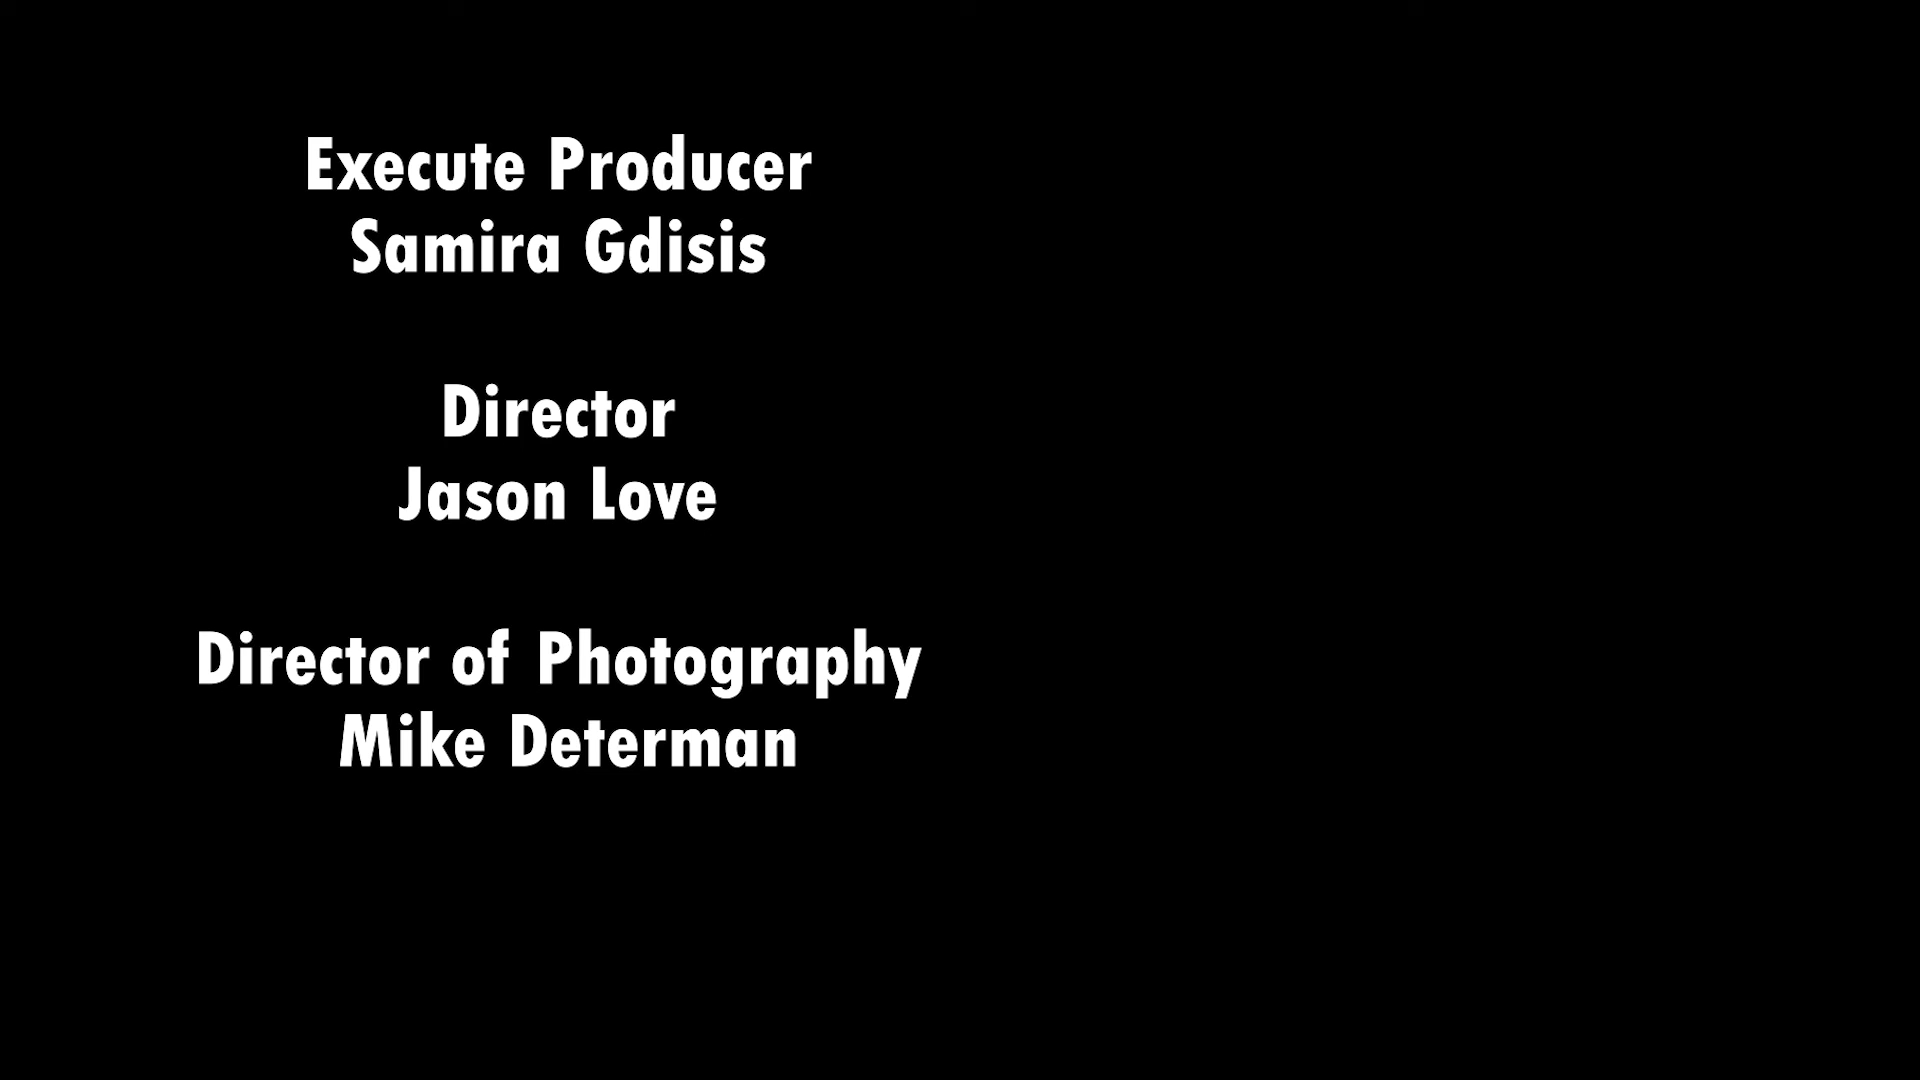 Execute Producer
Samira Gdisis
Director
Jason Love
Director of Photography
Mike Determan